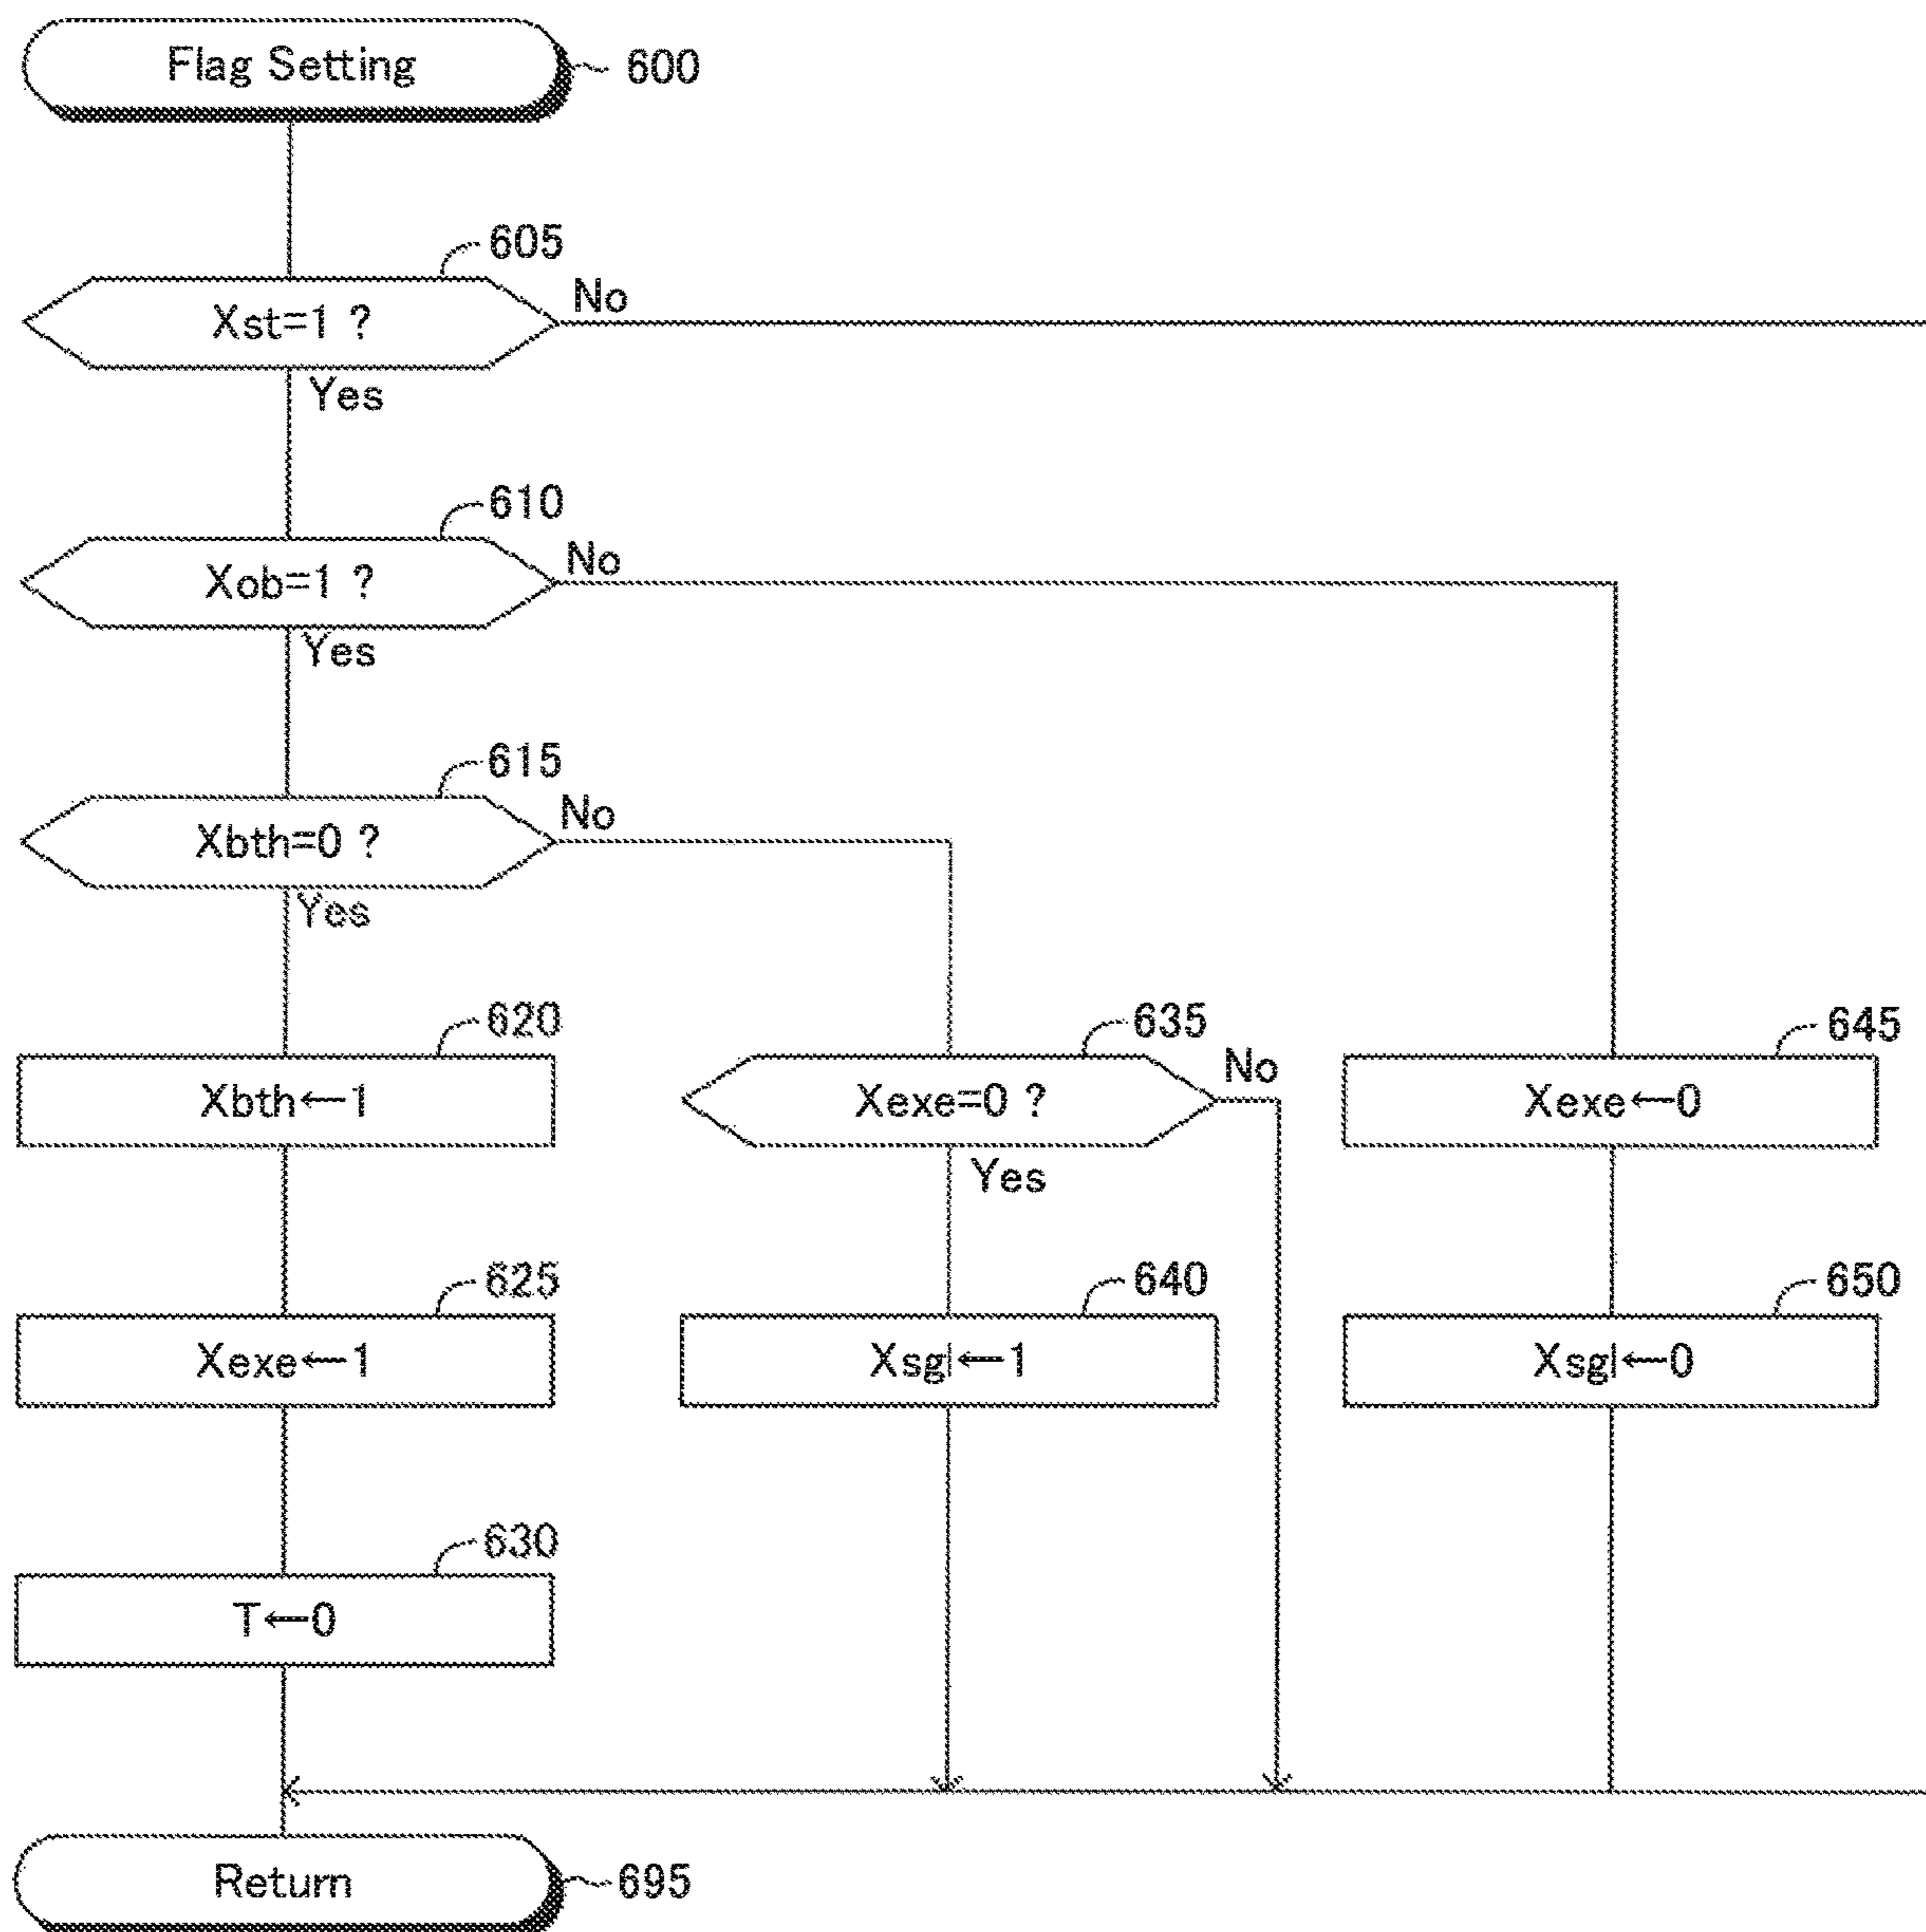 Flag Setting
600
605
Xst=1 ?
No
Yes
610
Xob=1 ?
No
Yes
615
Xbth=0 ?
No
Yes
620
Xbth←1
635
Xexe=0 ?
No
Yes
645
Xexe←0
625
Xexe←1
640
Xsgl←1
650
Xsgl←0
630
T←0
Return
695